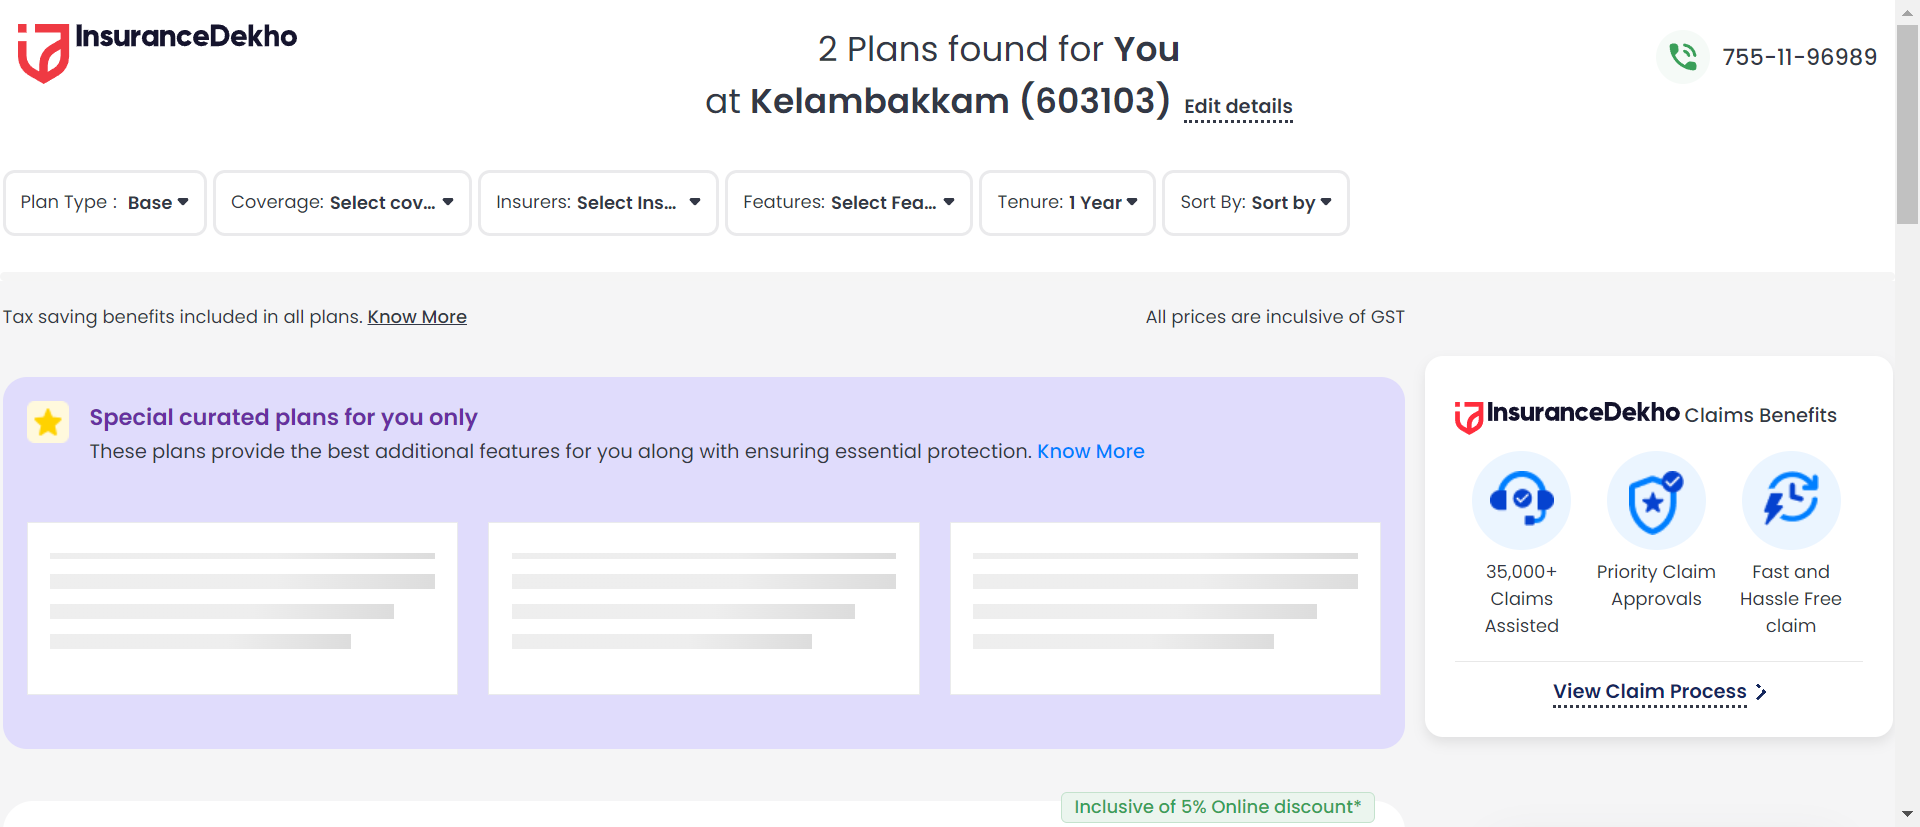 InsuranceDekho
2 Plans found for You
at Kelambakkam (603103) Edit details
755-11-96989
Plan Type : Base
Coverage: Select cov...
Insurers: Select Ins...
Features: Select Fea...
Tenure: 1 Year
Sort By: Sort by
Tax saving benefits included in all plans. Know More
All prices are inculsive of GST
Special curated plans for you only
These plans provide the best additional features for you along with ensuring essential protection. Know More
InsuranceDekho Claims Benefits
35,000+
Claims
Assisted
Priority Claim
Approvals
Fast and
Hassle Free
claim
View Claim Process
Inclusive of 5% Online discount*